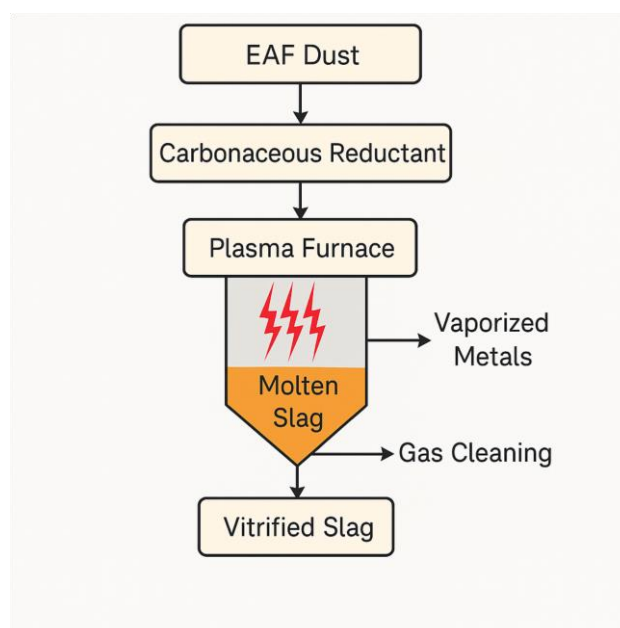 EAF Dust
Carbonaceous Reductant
Plasma Furnace
Vaporized
Metals
Molten
Slag
Gas Cleaning
Vitrified Slag